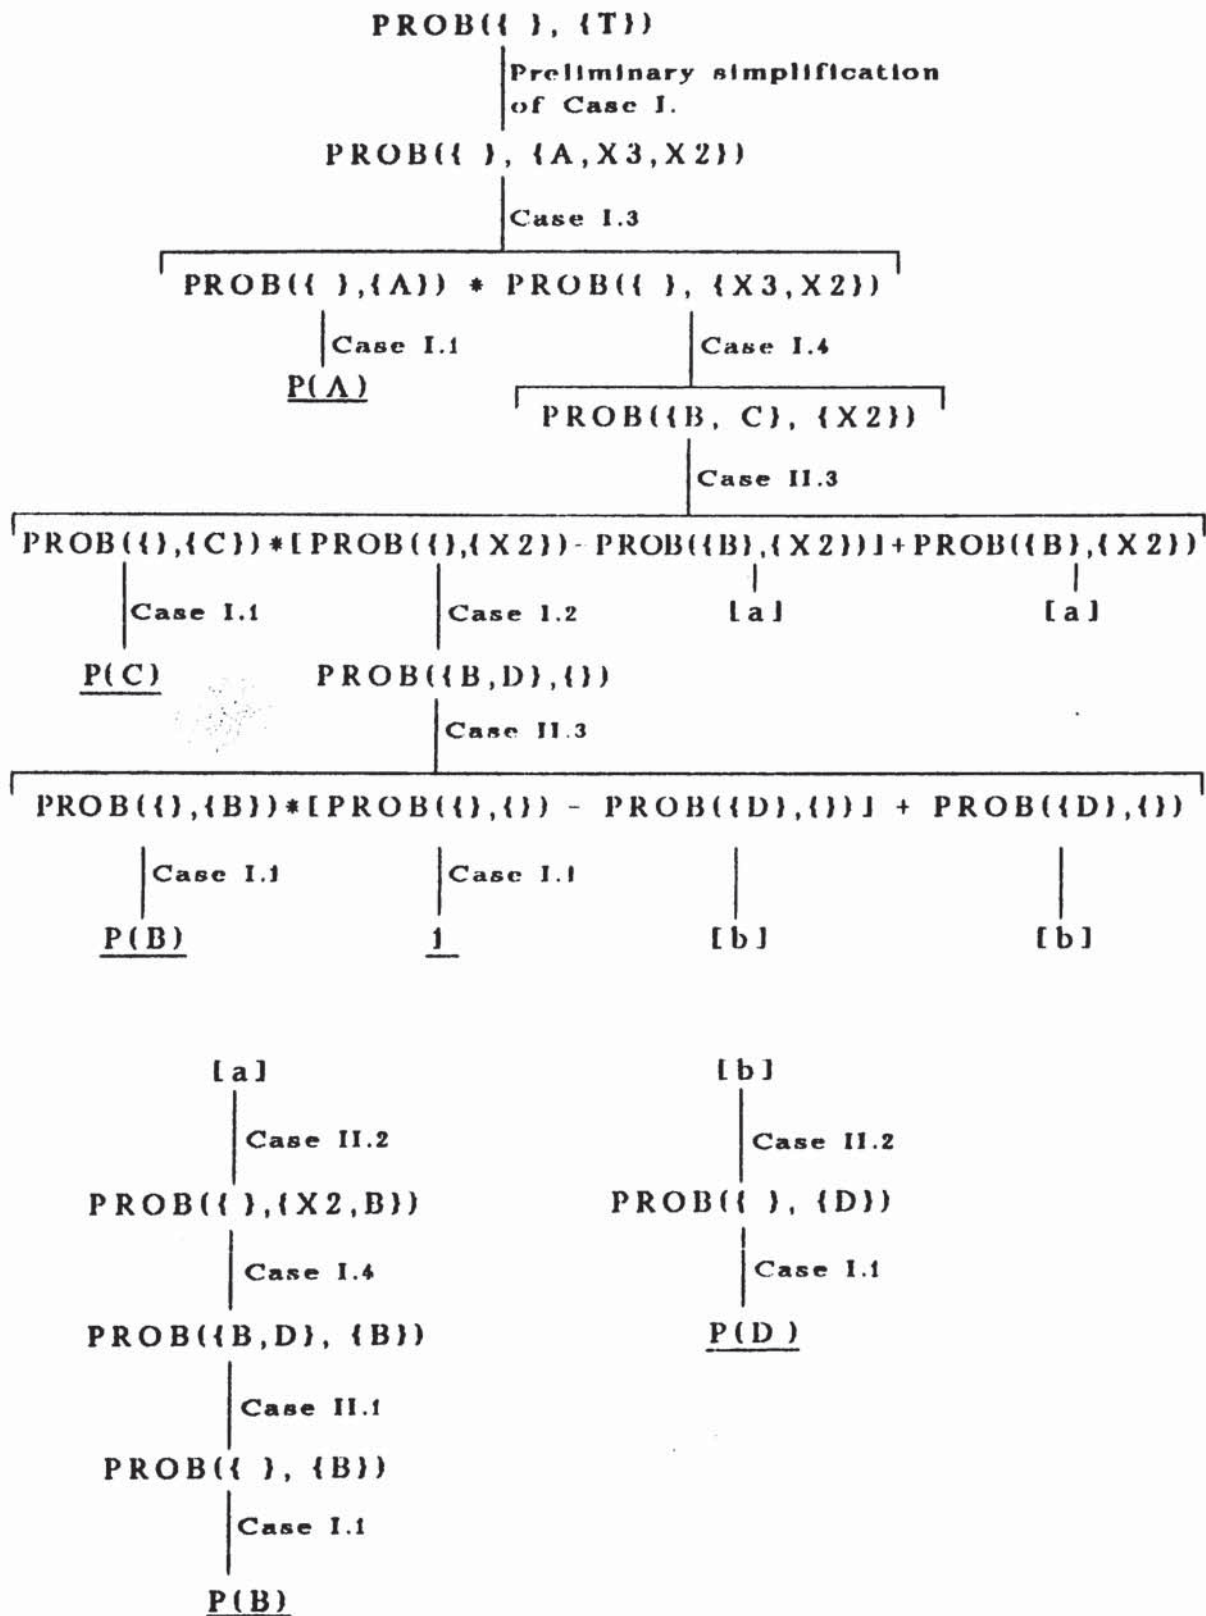 PROB({ }, {T})
Preliminary simplification
of Case I.
PROB({ }, {A,X3,X2})
Case I.3
PROB({ },{A}) * PROB({ }, {X3,X2})
Case I.1
Case I.4
P(A)
PROB({B, C}, {X2})
Case II.3
PROB({},{C})*[PROB({},{X2})-PROB({B},{X2})]+PROB({B},{X2})
Case I.1
Case I.2
[a]
[a]
P(C)
PROB({B,D},{})
Case II.3
PROB({},{B})*[PROB({},{}) - PROB({D},{})] + PROB({D},{})
Case I.1
Case I.1
P(B)
1
[b]
[b]
[a]
[b]
Case II.2
Case II.2
PROB({ },{X2,B})
PROB({ }, {D})
Case I.4
Case I.1
PROB({B,D}, {B})
P(D)
Case II.1
PROB({ }, {B})
Case I.1
P(B)